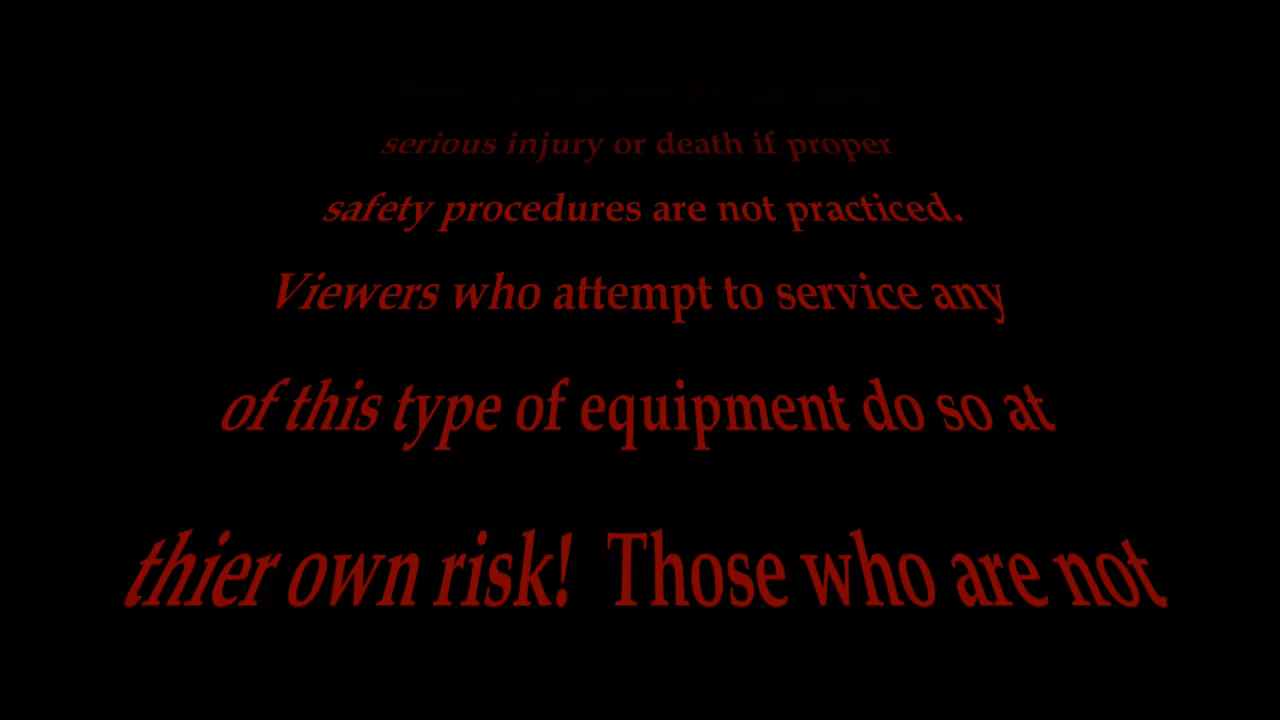 serious injury or death if proper
safety procedures are not practiced.
Viewers who attempt to service any
of this type of equipment do so at
thier own risk!  Those who are not